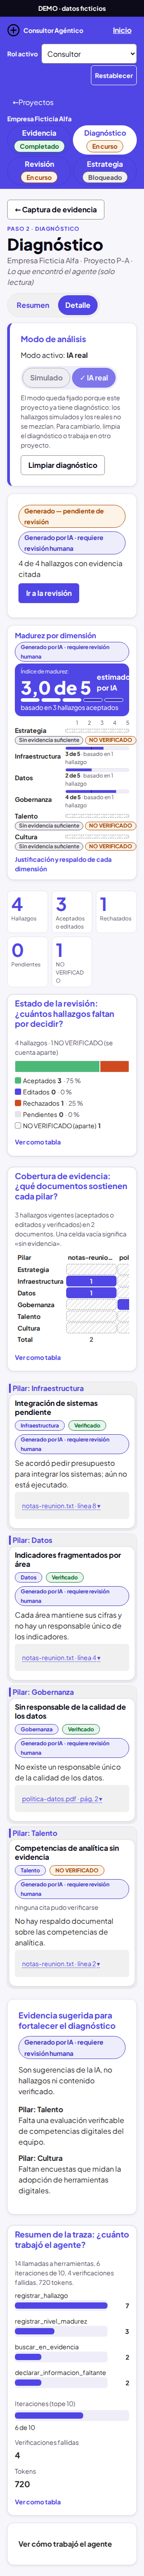 DEMO · datos ficticios
Consultor Agéntico
Inicio
Rol activo
Consultor
Restablecer
←Proyectos
Empresa Ficticia Alfa
Evidencia
Completado
Diagnóstico
En curso
Revisión
En curso
Estrategia
Bloqueado
← Captura de evidencia
PASO 2 · DIAGNÓSTICO
Diagnóstico
Empresa Ficticia Alfa · Proyecto P-A ·
Lo que encontró el agente (solo
lectura)
Resumen
Detalle
Modo de análisis
Modo activo: IA real
Simulado
✓ IA real
El modo queda fijado porque este
proyecto ya tiene diagnóstico: los
hallazgos simulados y los reales no
se mezclan. Para cambiarlo, limpia
el diagnóstico o trabaja en otro
proyecto.
Limpiar diagnóstico
Generado — pendiente de
revisión
Generado por IA · requiere
revisión humana
4 de 4 hallazgos con evidencia
citada
Ir a la revisión
Madurez por dimensión
Generado por IA · requiere revisión
humana
Índice de madurez:
3,0 de 5
estimado
por IA
basado en 3 hallazgos aceptados
1 2 3 4 5
Estrategia
Sin evidencia suficiente
NO VERIFICADO
Infraestructura
3 de 5 · basado en 1
hallazgo
Datos
2 de 5 · basado en 1
hallazgo
Gobernanza
4 de 5 · basado en 1
hallazgo
Talento
Sin evidencia suficiente
NO VERIFICADO
Cultura
Sin evidencia suficiente
NO VERIFICADO
Justificación y respaldo de cada
dimensión
4
Hallazgos
3
Aceptados
o editados
1
Rechazados
0
Pendientes
1
NO
VERIFICAD
O
Estado de la revisión:
¿cuántos hallazgos faltan
por decidir?
4 hallazgos · 1 NO VERIFICADO (se
cuenta aparte)
Aceptados 3 · 75 %
Editados 0 · 0 %
Rechazados 1 · 25 %
Pendientes 0 · 0 %
NO VERIFICADO (aparte) 1
Ver como tabla
Cobertura de evidencia:
¿qué documentos sostienen
cada pilar?
3 hallazgos vigentes (aceptados o
editados y verificados) en 2
documentos. Una celda vacía significa
«sin evidencia».
Pilar
notas-reunio…
pol
Estrategia
Infraestructura
1
Datos
1
Gobernanza
Talento
Cultura
Total
2
Ver como tabla
Pilar: Infraestructura
Integración de sistemas
pendiente
Infraestructura
Verificado
Generado por IA · requiere revisión
humana
Se acordó pedir presupuesto
para integrar los sistemas: aún no
está ejecutado.
notas-reunion.txt · línea 8 ▾
Pilar: Datos
Indicadores fragmentados por
área
Datos
Verificado
Generado por IA · requiere revisión
humana
Cada área mantiene sus cifras y
no hay un cuadro único de mando de
los indicadores.
notas-reunion.txt · línea 4 ▾
Pilar: Gobernanza
Sin responsable de la calidad de
los datos
Gobernanza
Verificado
Generado por IA · requiere revisión
humana
No existe un responsable único
de la calidad de los datos.
politica-datos.pdf · pág. 2 ▾
Pilar: Talento
Competencias de analítica sin
evidencia
Talento
NO VERIFICADO
Generado por IA · requiere revisión
humana
ninguna cita pudo verificarse
No hay respaldo documental
sobre las competencias de
analítica.
notas-reunion.txt · línea 2 ▾
Evidencia sugerida para
fortalecer el diagnóstico
Generado por IA · requiere
revisión humana
Son sugerencias de la IA, no
hallazgos ni contenido
verificado.
Pilar: Talento
Falta una evaluación verificable
de competencias digitales del
equipo.
Pilar: Cultura
Faltan encuestas que midan la
adopción de herramientas
digitales.
Resumen de la traza: ¿cuánto
trabajó el agente?
14 llamadas a herramientas, 6
iteraciones de 10, 4 verificaciones
fallidas, 720 tokens.
registrar_hallazgo
7
registrar_nivel_madurez
3
buscar_en_evidencia
2
declarar_informacion_faltante
2
Iteraciones (tope 10)
6 de 10
Verificaciones fallidas
4
Tokens
720
Ver como tabla
Ver cómo trabajó el agente